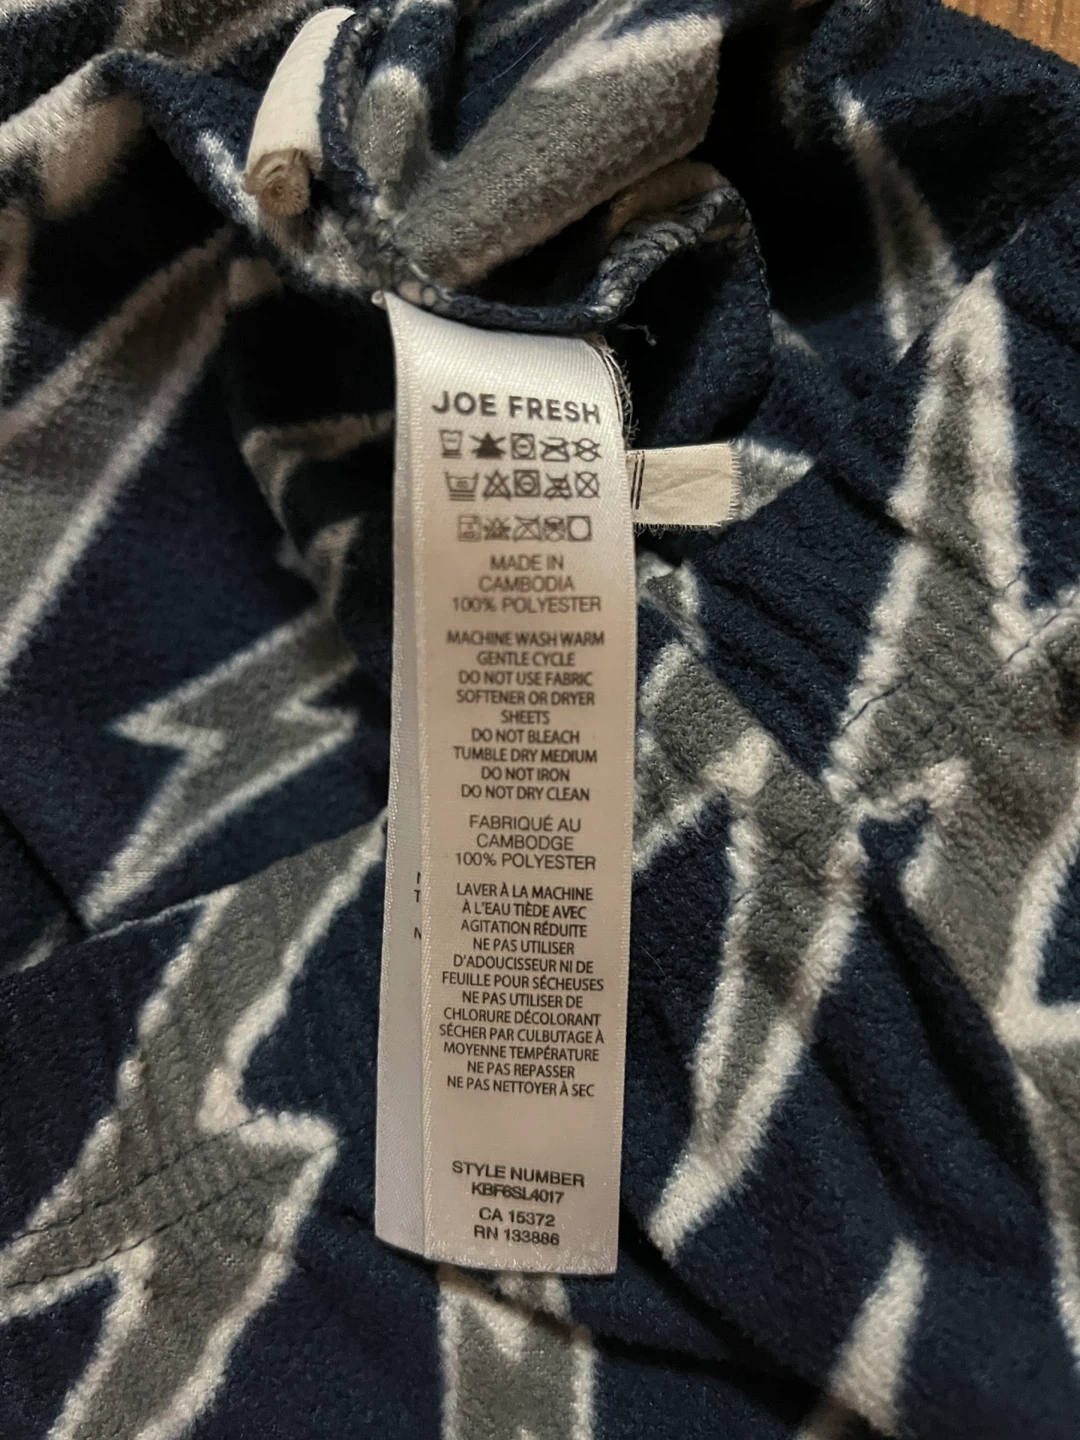 JOE FRESH
MADE IN
CAMBODIA
100% POLYESTER
MACHINE WASH WARM
GENTLE CYCLE
DO NOT USE FABRIC
SOFTENER OR DRYER
SHEETS
DO NOT BLEACH
TUMBLE DRY MEDIUM
DO NOT IRON
DO NOT DRY CLEAN
FABRIQUÉ AU
CAMBODGE
100% POLYESTER
LAVER À LA MACHINE
À L'EAU TIÈDE AVEC
AGITATION RÉDUITE
NE PAS UTILISER
D'ADOUCISSEUR NI DE
FEUILLE POUR SÉCHEUSES
NE PAS UTILISER DE
CHLORURE DÉCOLORANT
SÉCHER PAR CULBUTAGE À
MOYENNE TEMPÉRATURE
NE PAS REPASSER
NE PAS NETTOYER À SEC
STYLE NUMBER
KBF6SL4017
CA 15372
RN 133886